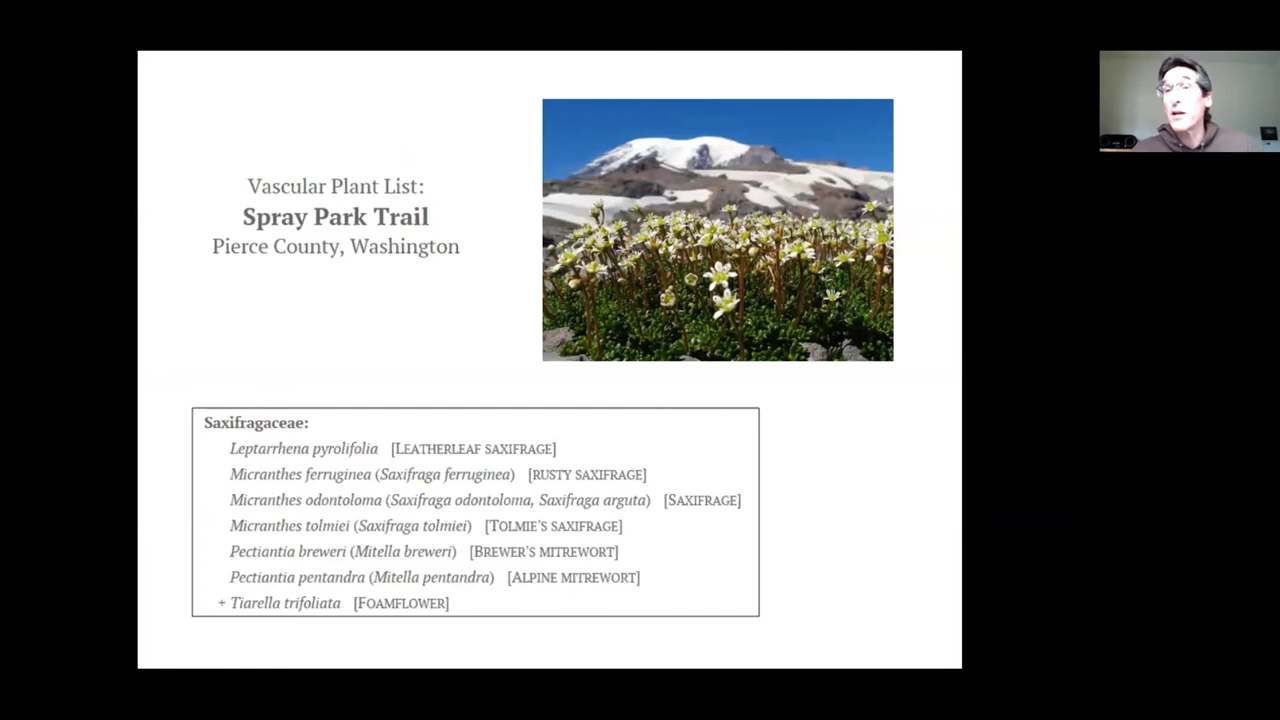 Vascular Plant List:
Spray Park Trail
Pierce County, Washington
Saxifragaceae:
Leptarrhena pyrolifolia [LEATHERLEAF SAXIFRAGE]
Micranthes ferruginea (Saxifraga ferruginea) [RUSTY SAXIFRAGE]
Micranthes odontoloma (Saxifraga odontoloma, Saxifraga arguta) [SAXIFRAGE]
Micranthes tolmiei (Saxifraga tolmiei) [TOLMIE'S SAXIFRAGE]
Pectiantia breweri (Mitella breweri) [BREWER'S MITREWORT]
Pectiantia pentandra (Mitella pentandra) [ALPINE MITREWORT]
+ Tiarella trifoliata [FOAMFLOWER]